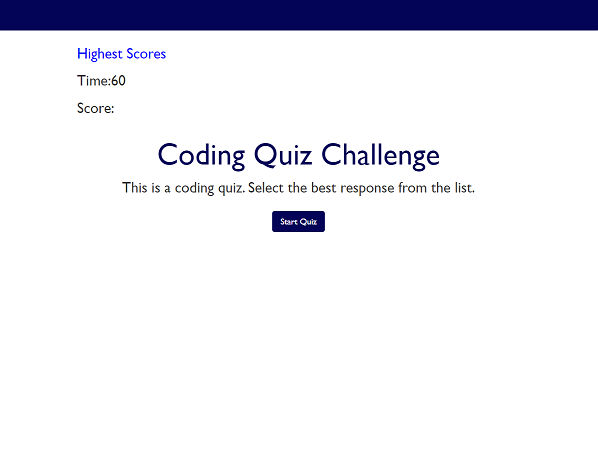 Highest Scores
Time:60
Score:
Coding Quiz Challenge
This is a coding quiz. Select the best response from the list.
Start Quiz